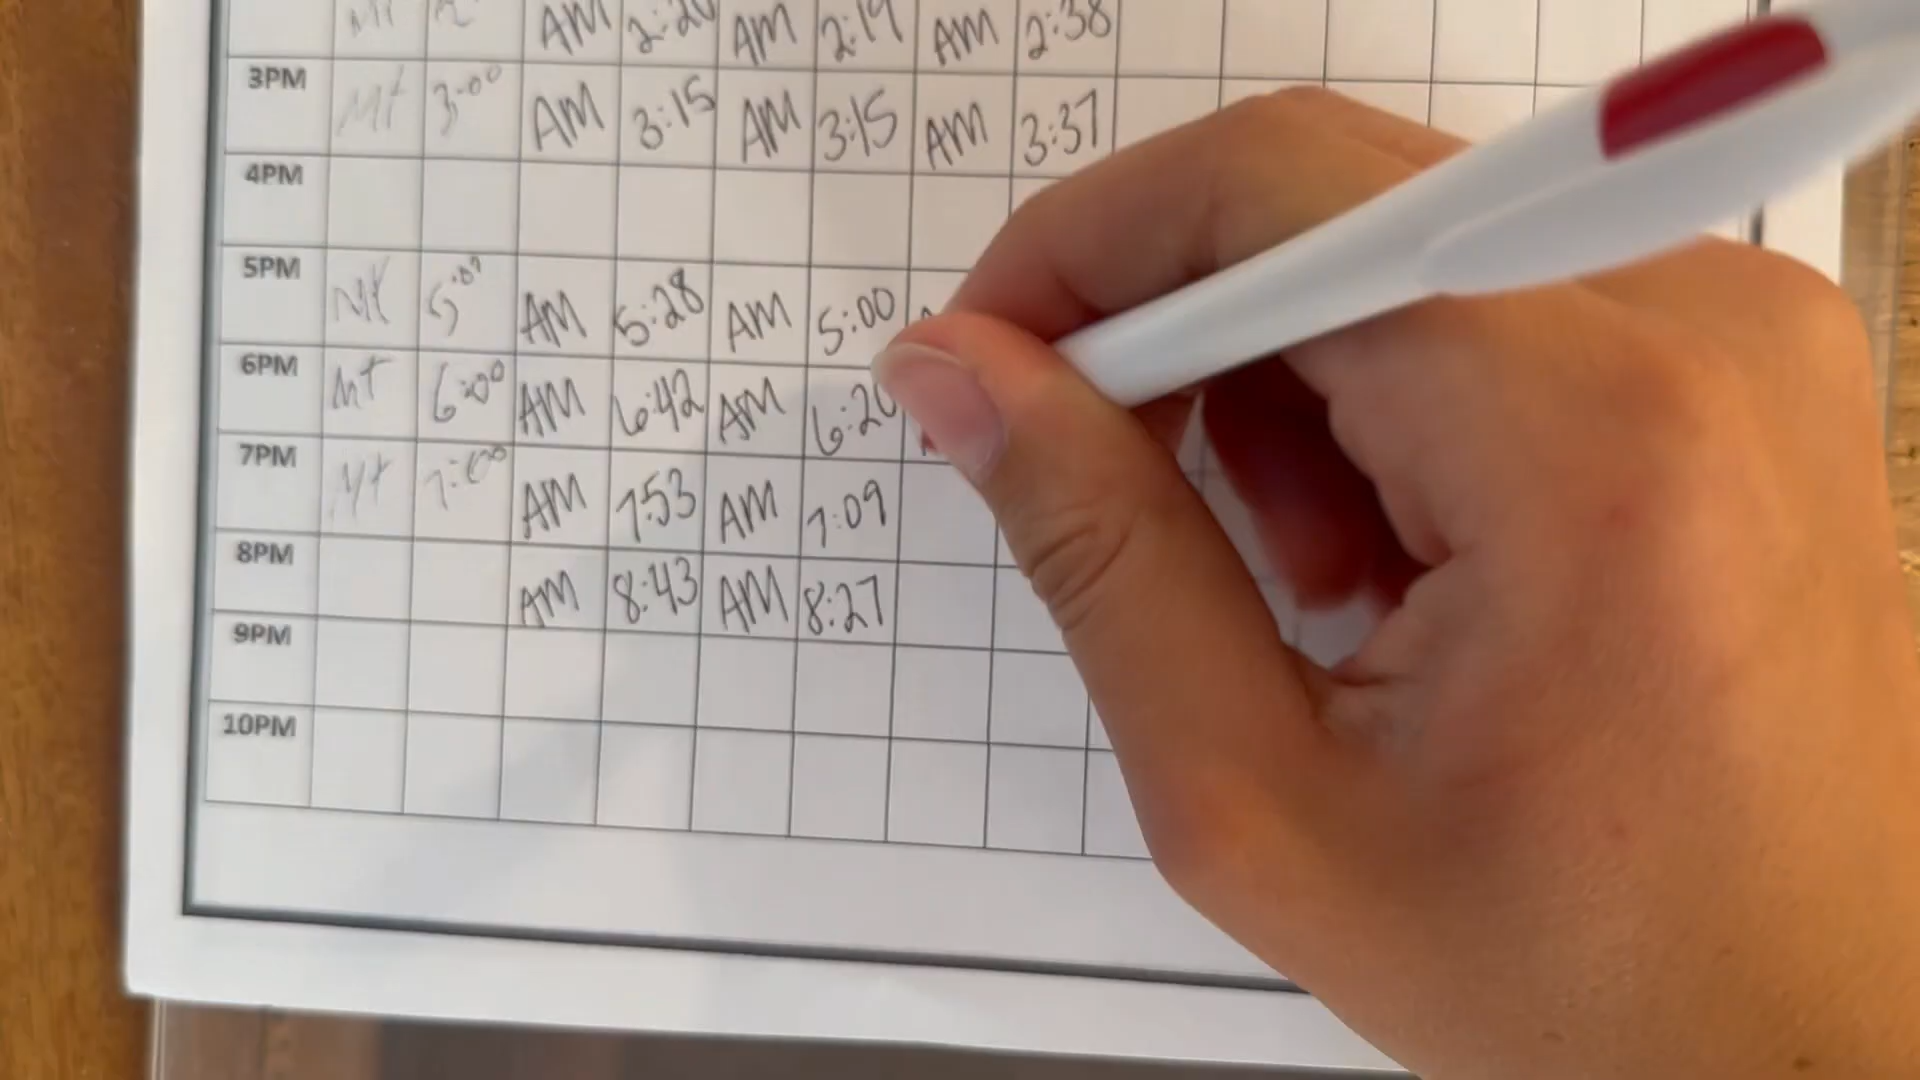 AM 2:20 AM 2:19 AM 2:38
3PM Mt 3:00 AM 3:15 AM 3:15 AM 3:37
4PM
5PM Mt 5:07 AM 5:28 AM 5:00
6PM Mt 6:00 AM 6:42 AM 6:20
7PM Mt 7:00 AM 7:53 AM 7:09
8PM AM 8:43 AM 8:27
9PM
10PM